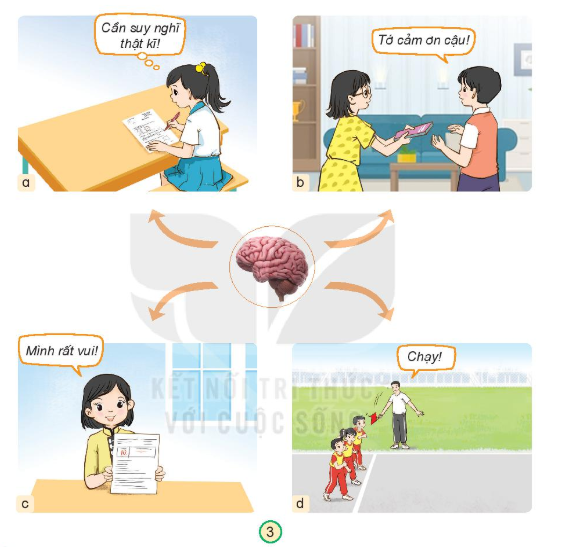 Cần suy nghĩ
thật kĩ!
a
Tớ cảm ơn cậu!
b
KẾT NỐI TRI THỨC
VỚI CUỘC SỐNG
Mình rất vui!
10
c
Chạy!
d
3